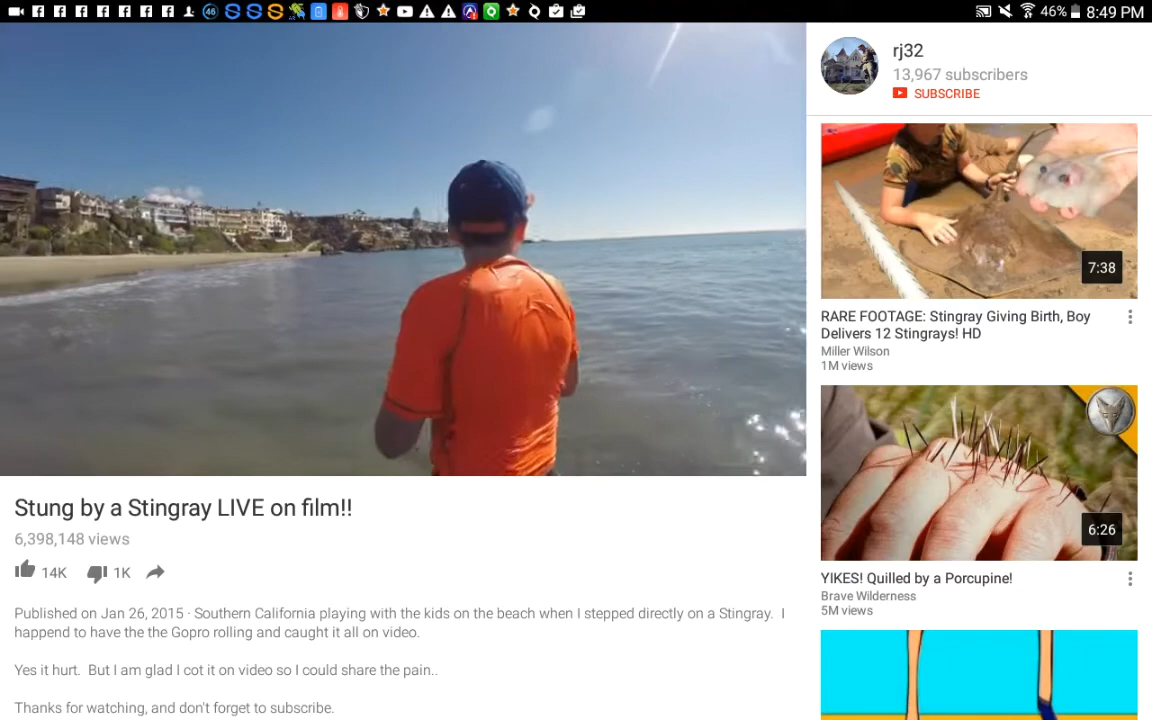 46
46% 8:49 PM
rj32
13,967 subscribers
SUBSCRIBE
7:38
RARE FOOTAGE: Stingray Giving Birth, Boy
Delivers 12 Stingrays! HD
Miller Wilson
1M views
6:26
YIKES! Quilled by a Porcupine!
Brave Wilderness
5M views
Stung by a Stingray LIVE on film!!
6,398,148 views
14K 1K
Published on Jan 26, 2015 · Southern California playing with the kids on the beach when I stepped directly on a Stingray.  I
happend to have the the Gopro rolling and caught it all on video.
Yes it hurt.  But I am glad I cot it on video so I could share the pain..
Thanks for watching, and don't forget to subscribe.